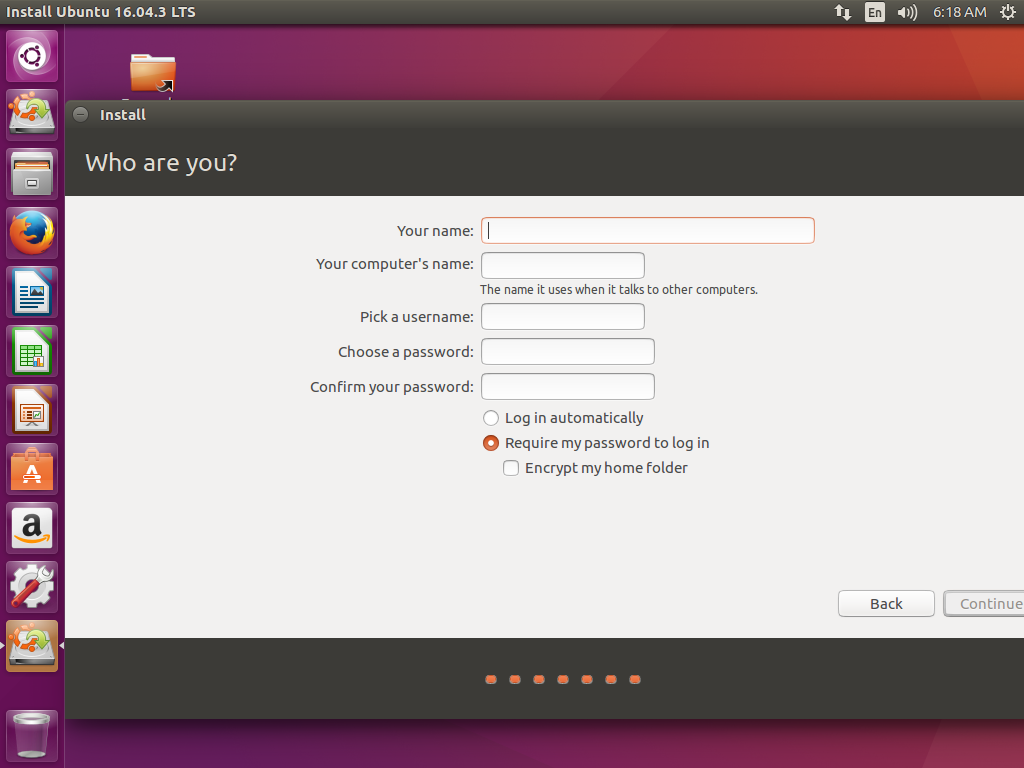 Install Ubuntu 16.04.3 LTS
En
6:18 AM
Install
Who are you?
Your name:
Your computer's name:
The name it uses when it talks to other computers.
Pick a username:
Choose a password:
Confirm your password:
Log in automatically
Require my password to log in
Encrypt my home folder
Back
Continue
A
a